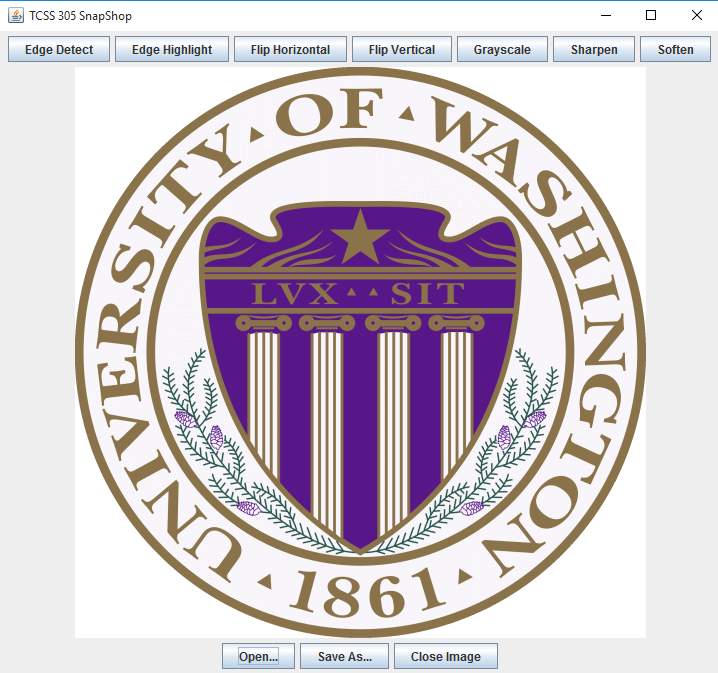 TCSS 305 SnapShop
Edge Detect Edge Highlight Flip Horizontal Flip Vertical Grayscale Sharpen Soften
UNIVERSITY OF WASHINGTON
LVX SIT
1861
Open... Save As... Close Image